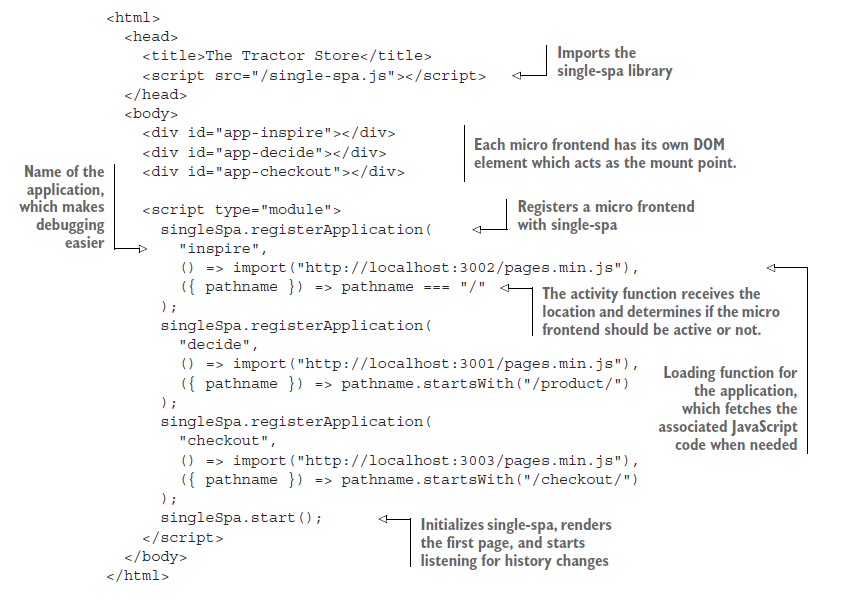 <html>
<head>
<title>The Tractor Store</title>
<script src="/single-spa.js"></script>
Imports the
single-spa library
</head>
<body>
<div id="app-inspire"></div>
<div id="app-decide"></div>
<div id="app-checkout"></div>
Each micro frontend has its own DOM
element which acts as the mount point.
Name of the
application,
which makes
debugging
easier
<script type="module">
singleSpa.registerApplication(
Registers a micro frontend
with single-spa
"inspire",
() => import("http://localhost:3002/pages.min.js"),
({ pathname }) => pathname === "/"
The activity function receives the
location and determines if the micro
frontend should be active or not.
);
singleSpa.registerApplication(
"decide",
() => import("http://localhost:3001/pages.min.js"),
({ pathname }) => pathname.startsWith("/product/")
);
Loading function for
the application,
which fetches the
associated JavaScript
code when needed
singleSpa.registerApplication(
"checkout",
() => import("http://localhost:3003/pages.min.js"),
({ pathname }) => pathname.startsWith("/checkout/")
);
singleSpa.start();
Initializes single-spa, renders
the first page, and starts
listening for history changes
</script>
</body>
</html>